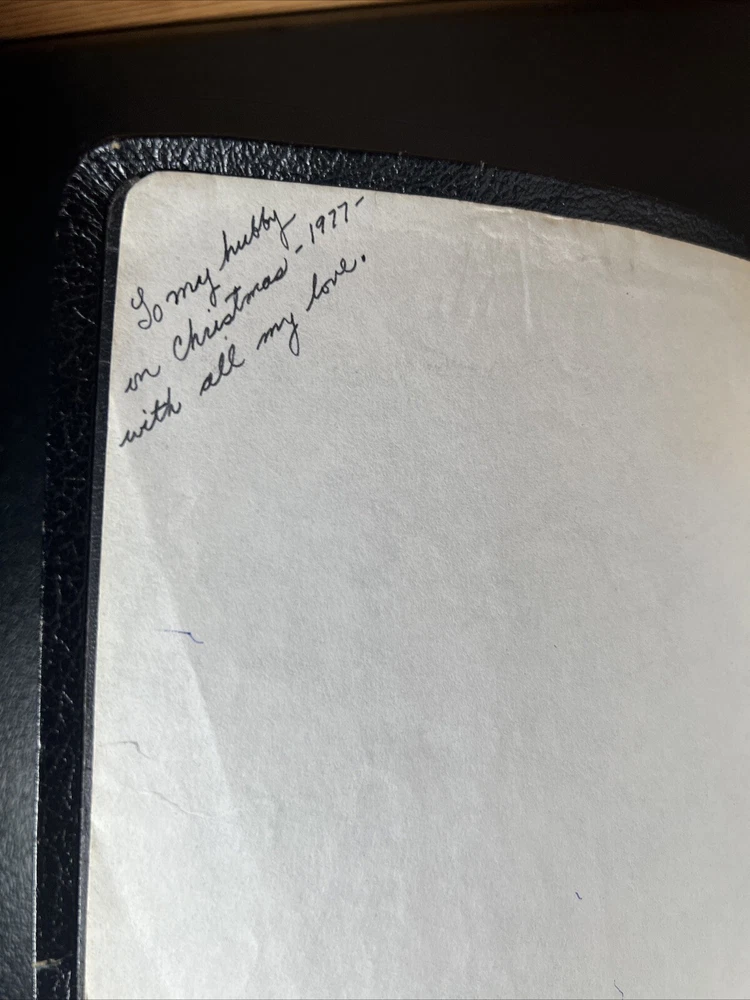 To my hubby
on Christmas -1977-
with all my love.